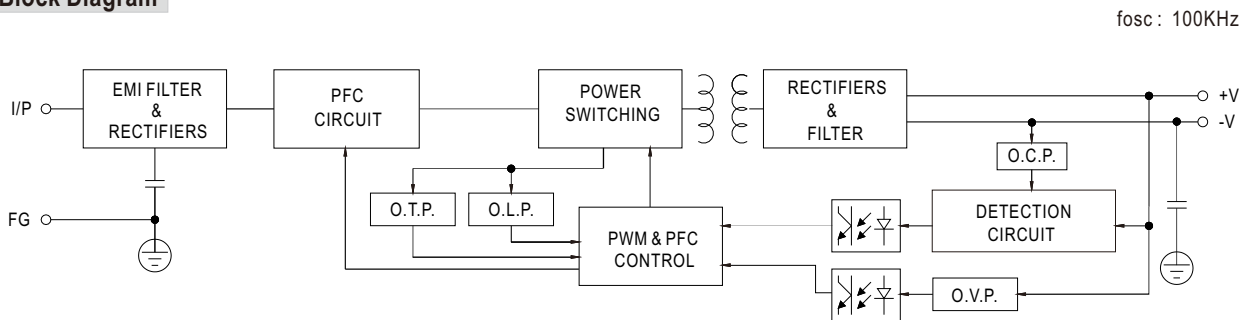 Block Diagram
fosc : 100KHz
I/P
EMI FILTER
&
RECTIFIERS
PFC
CIRCUIT
POWER
SWITCHING
RECTIFIERS
&
FILTER
+V
-V
O.C.P.
FG
O.T.P.
O.L.P.
PWM & PFC
CONTROL
DETECTION
CIRCUIT
O.V.P.